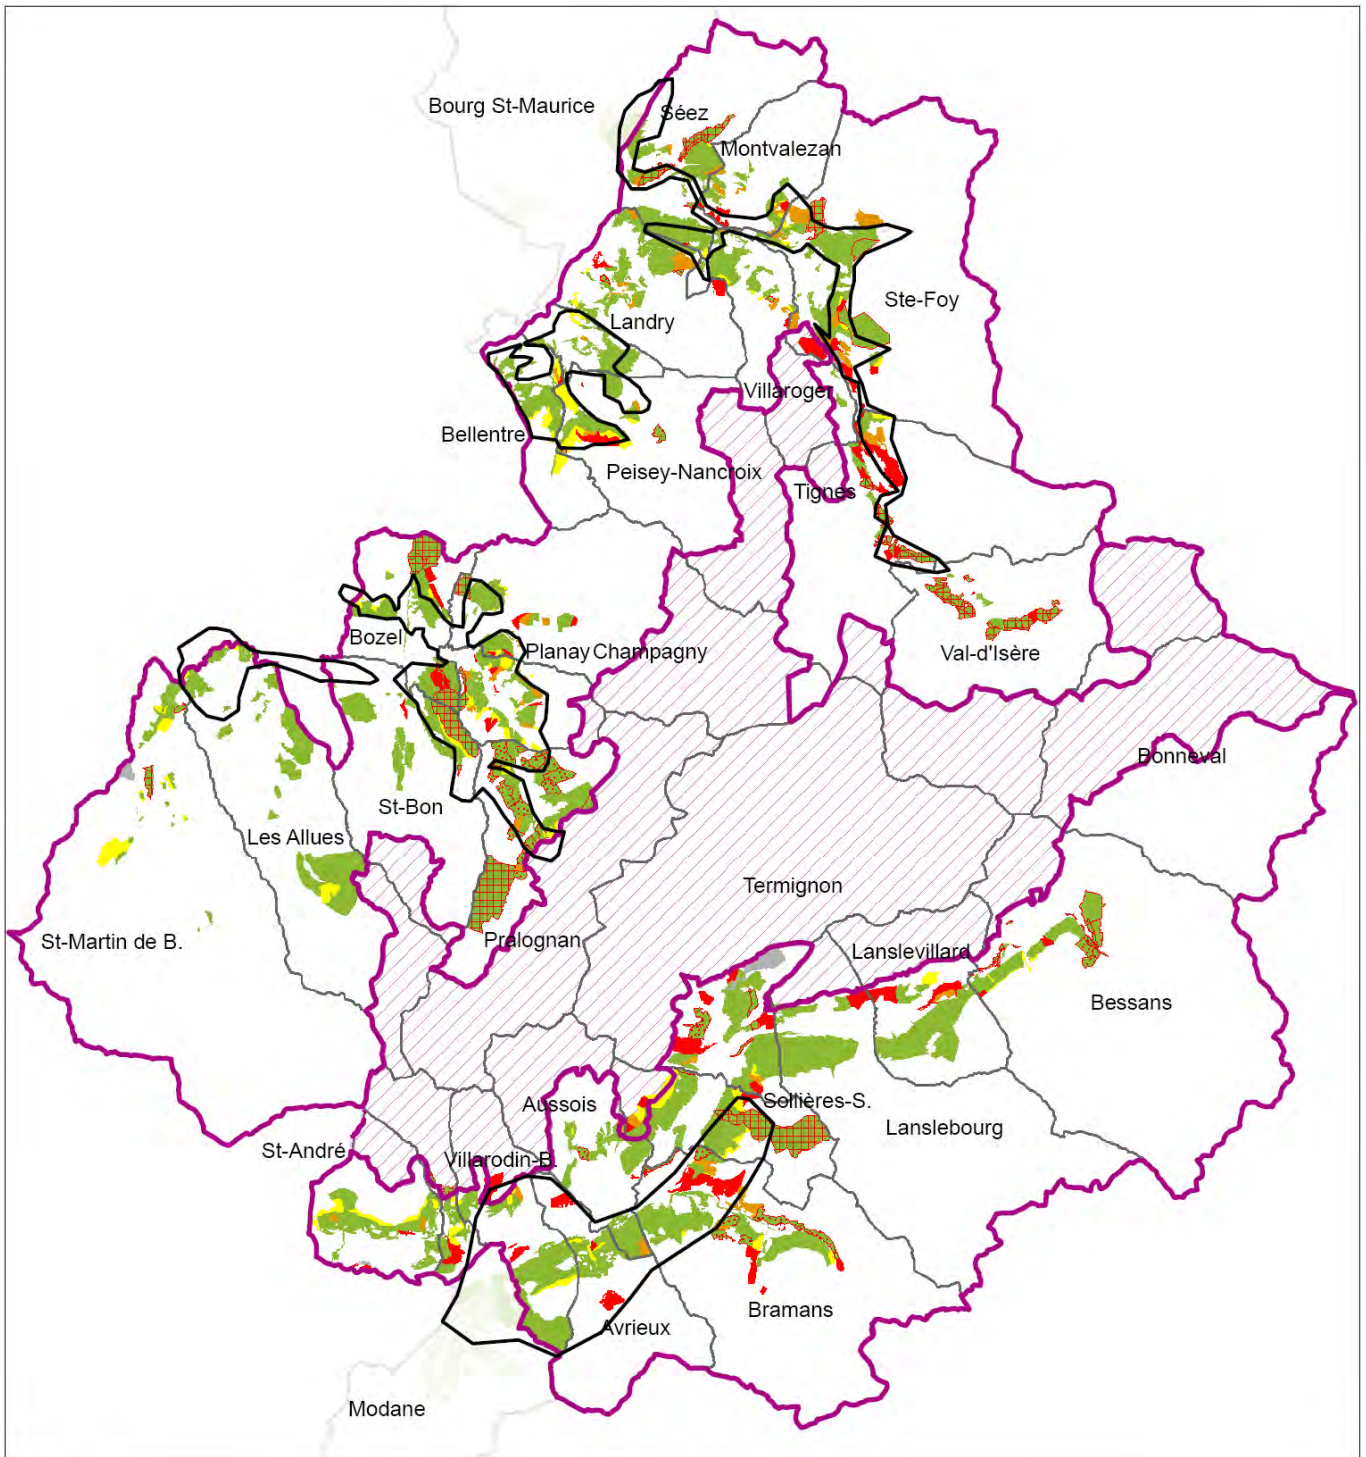 Bourg St-Maurice
Séez
Montvalezan
Ste-Foy
Landry
Villaroger
Bellentre
Peisey-Nancroix
Tignes
Bozel
Planay
Champagny
Val-d'Isère
Bonneval
St-Bon
Les Allues
Termignon
St-Martin de B.
Pralognan
Lanslevillard
Bessans
Aussois
Sollières-S.
Lanslebourg
St-André
Villarodin-B.
Bramans
Avrieux
Modane